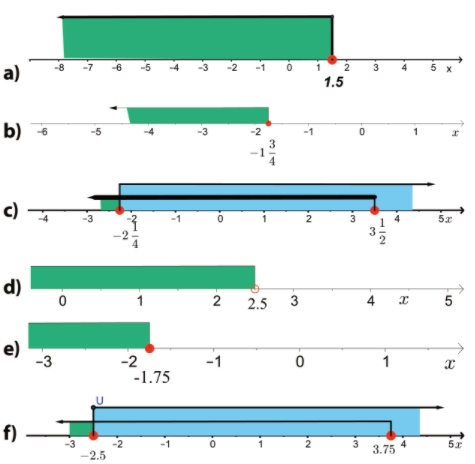 a) -8 -7 -6 -5 -4 -3 -2 -1 0 1 2 3 4 5 x
1.5
b) -6 -5 -4 -3 -2 -1 0 1 x
-1 3/4
c) -4 -3 -2 -1 0 1 2 3 4 5 x
-2 1/4 3 1/2
d) 0 1 2 2.5 3 4 x 5
e) -3 -2 -1 0 1 x
-1.75
U
f) -3 -2 -1 0 1 2 3 4 5 x
-2.5 3.75